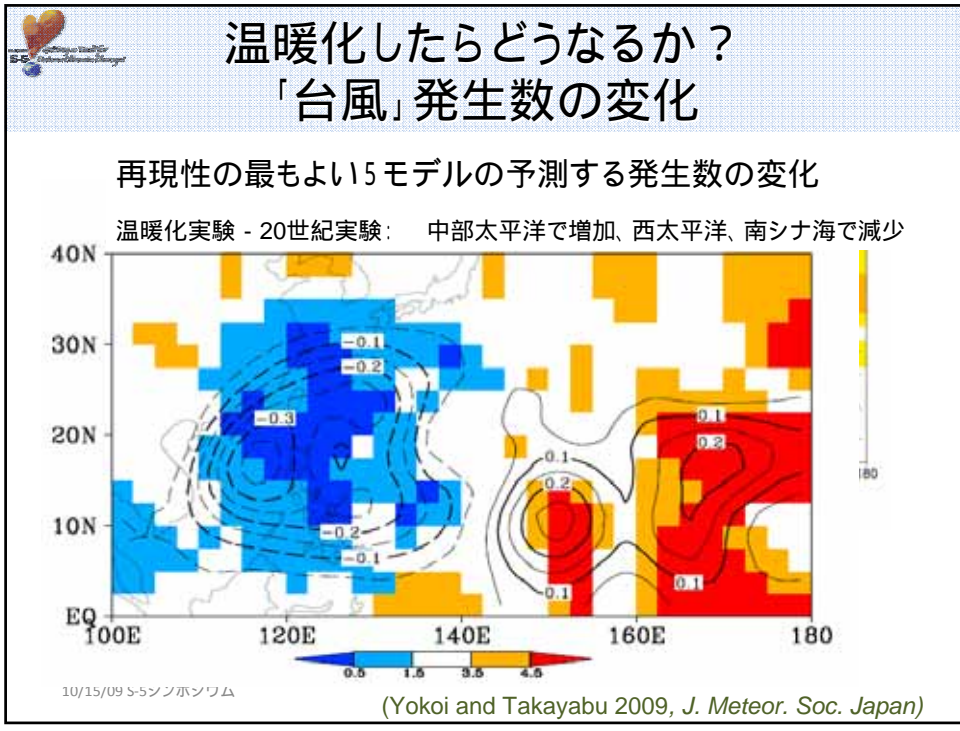 S-5
温暖化したらどうなるか？
「台風」発生数の変化
再現性の最もよい5モデルの予測する発生数の変化
温暖化実験 - 20世紀実験: 中部太平洋で増加、西太平洋、南シナ海で減少
40N
30N
20N
10N
EQ
-0.1
-0.2
-0.3
-0.2
-0.1
0.1
0.2
0.1
0.1
0.2
0.1
180
100E 120E 140E 160E 180
0.5 1.5 3.5 4.5
10/15/09 S-5シンポジウム
(Yokoi and Takayabu 2009, J. Meteor. Soc. Japan)